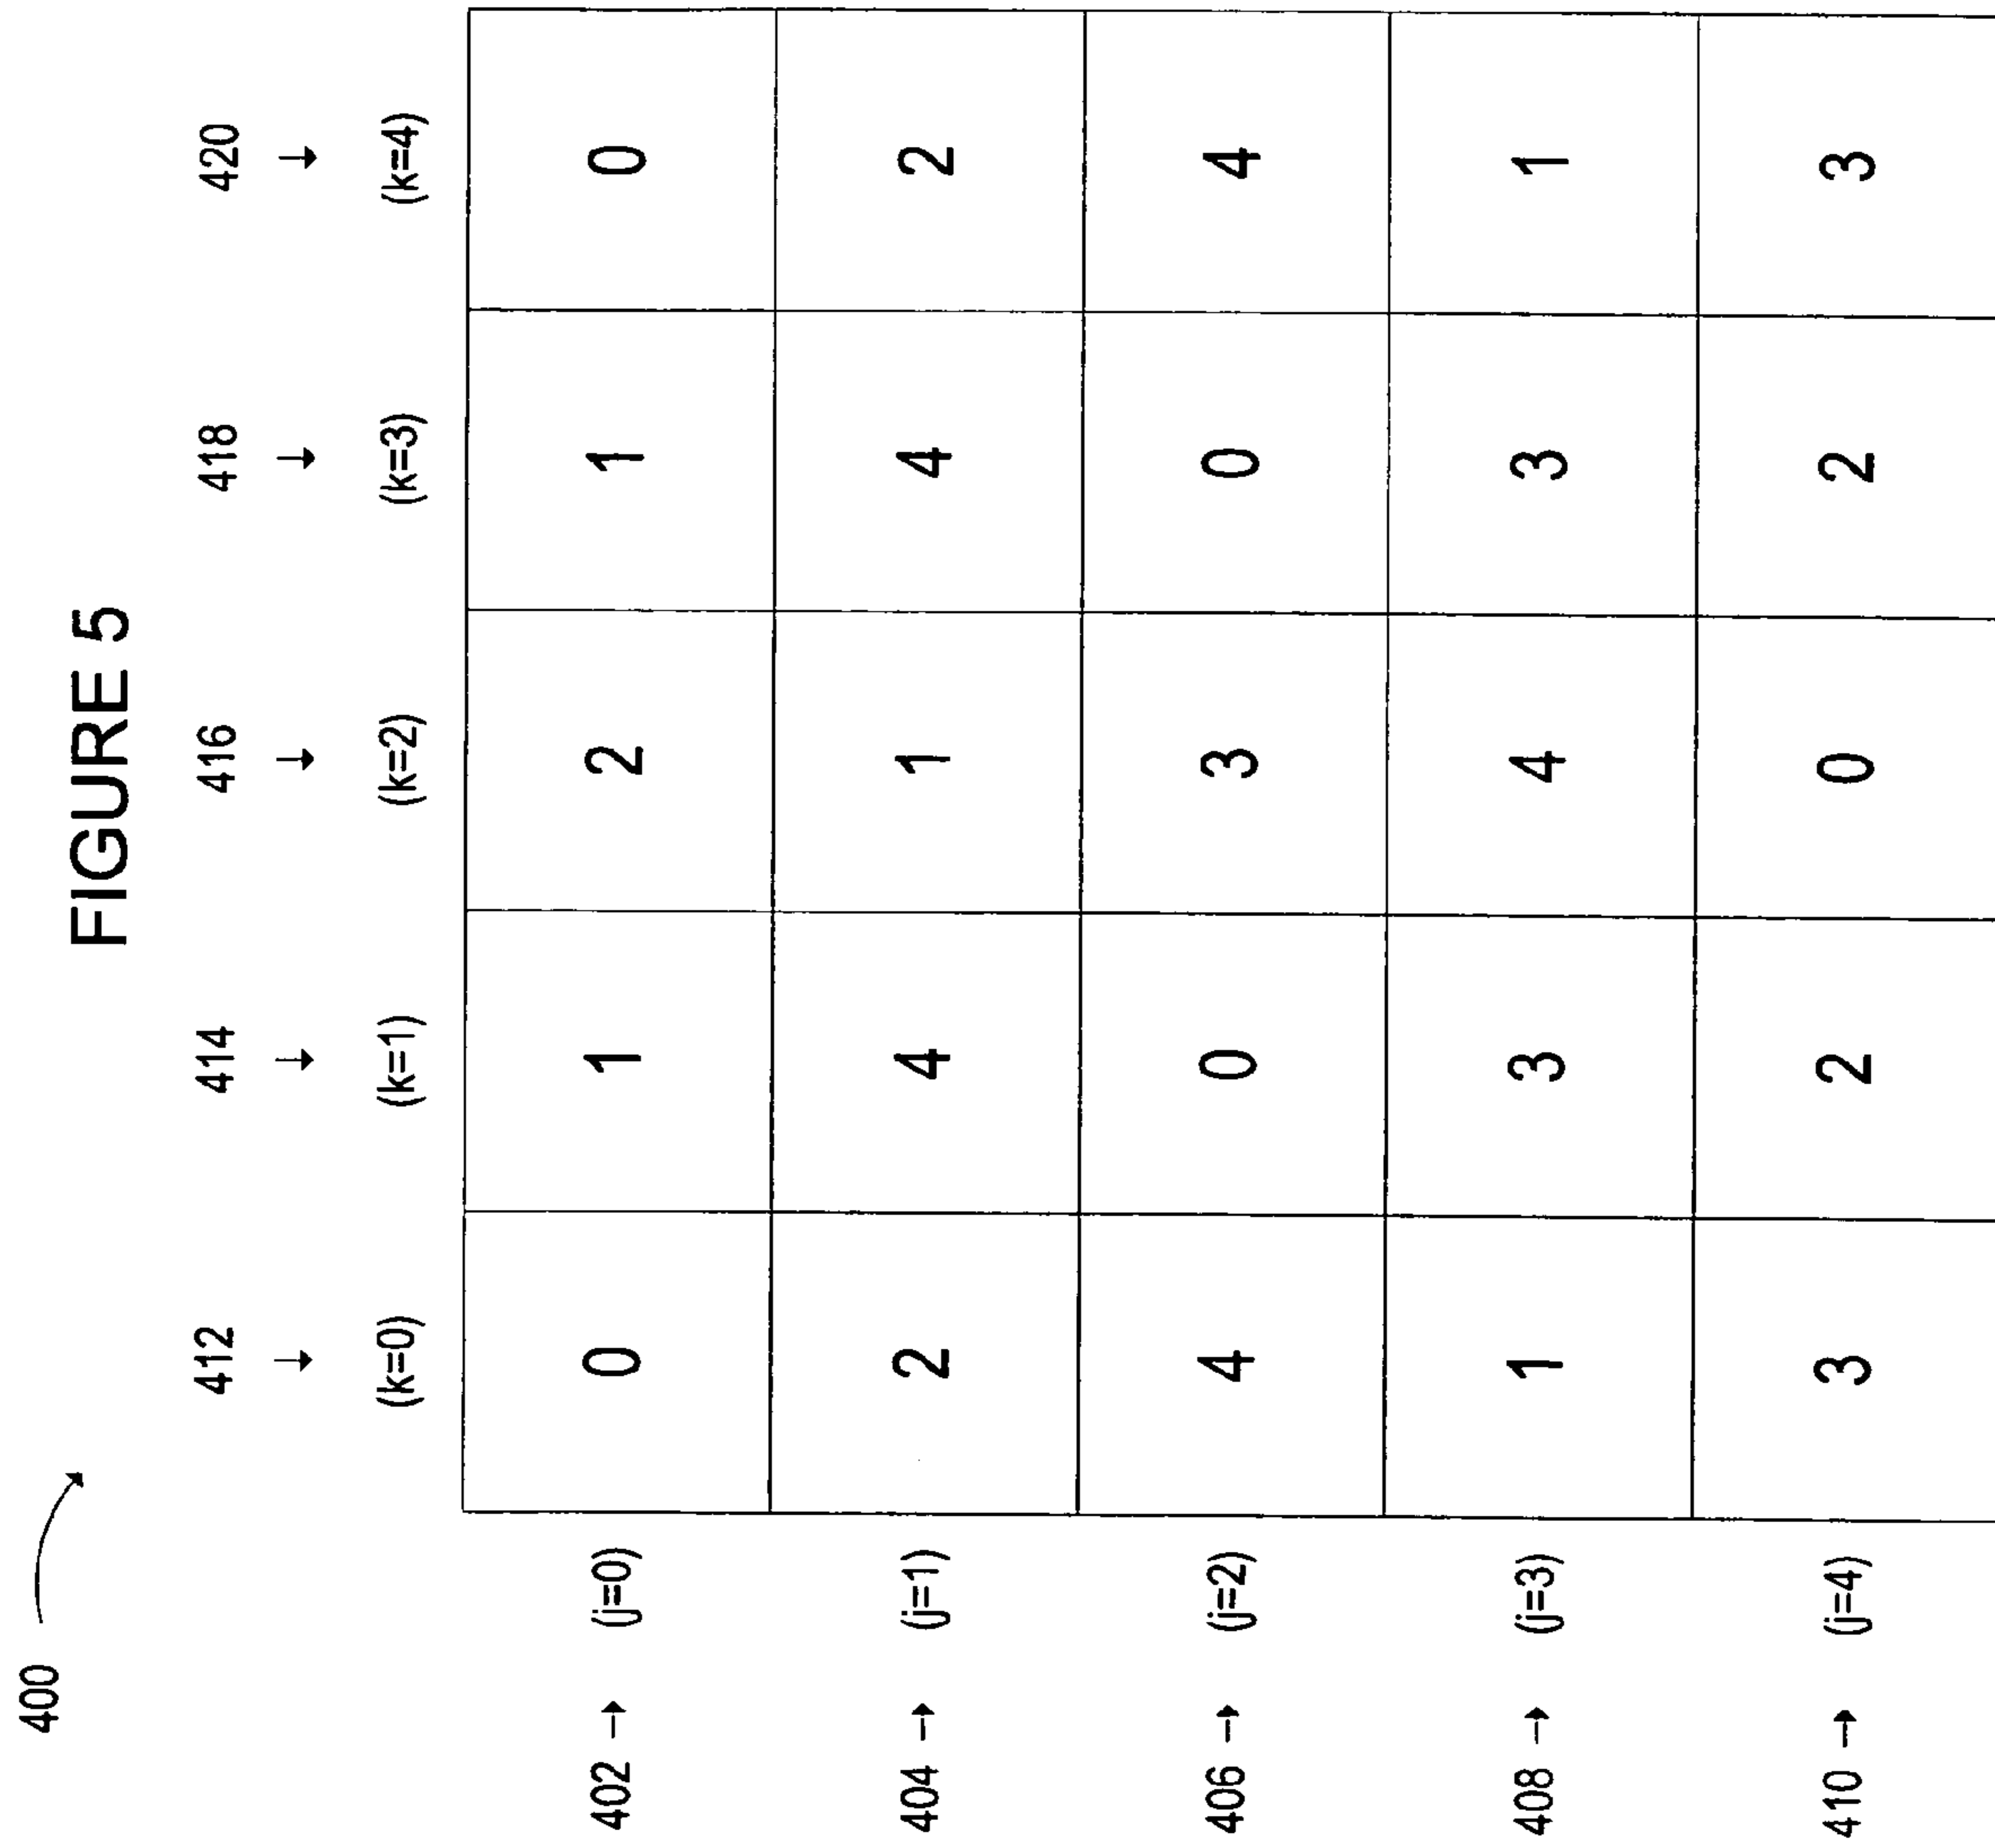 400
FIGURE 5
412 414 416 418 420
↓ ↓ ↓ ↓ ↓
(k=0) (k=1) (k=2) (k=3) (k=4)
402 → (j=0) 0 1 2 1 0
404 → (j=1) 2 4 1 4 2
406 → (j=2) 4 0 3 0 4
408 → (j=3) 1 3 4 3 1
410 → (j=4) 3 2 0 2 3